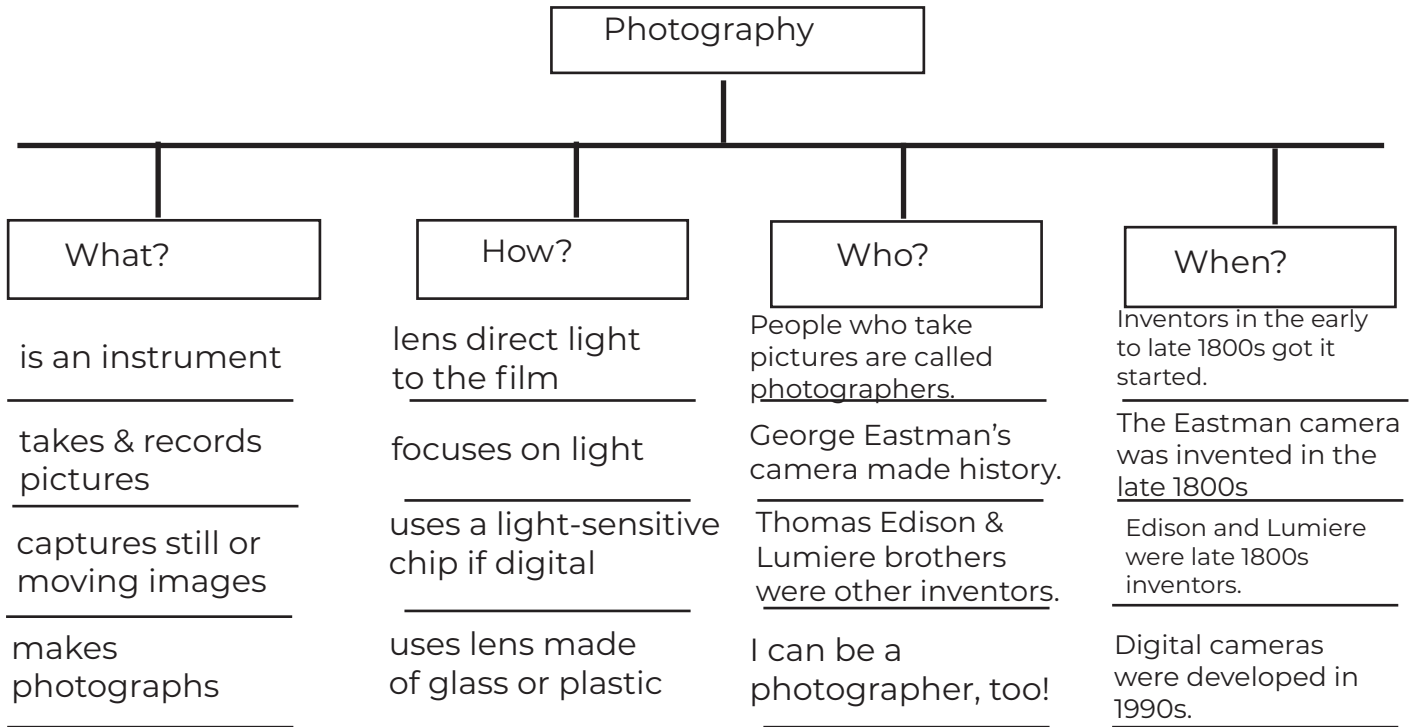 Photography
What?
is an instrument
takes & records
pictures
captures still or
moving images
makes
photographs
How?
lens direct light
to the film
focuses on light
uses a light-sensitive
chip if digital
uses lens made
of glass or plastic
Who?
People who take
pictures are called
photographers.
George Eastman’s
camera made history.
Thomas Edison &
Lumiere brothers
were other inventors.
I can be a
photographer, too!
When?
Inventors in the early
to late 1800s got it
started.
The Eastman camera
was invented in the
late 1800s
Edison and Lumiere
were late 1800s
inventors.
Digital cameras
were developed in
1990s.